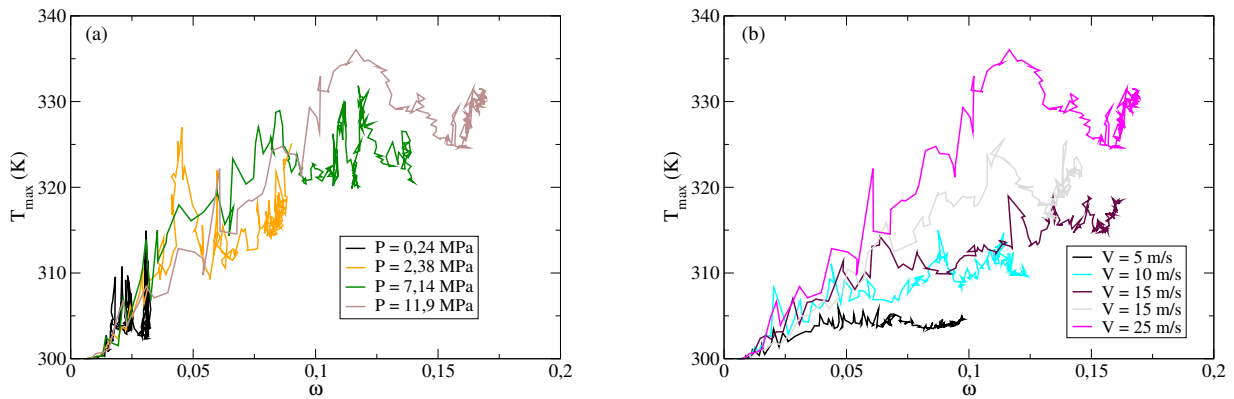 (a)
340
330
320
310
300
T_max (K)
0
0,05
0,1
0,15
0,2
ω
P = 0,24 MPa
P = 2,38 MPa
P = 7,14 MPa
P = 11,9 MPa
(b)
340
330
320
310
300
T_max (K)
0
0,05
0,1
0,15
0,2
ω
V = 5 m/s
V = 10 m/s
V = 15 m/s
V = 15 m/s
V = 25 m/s